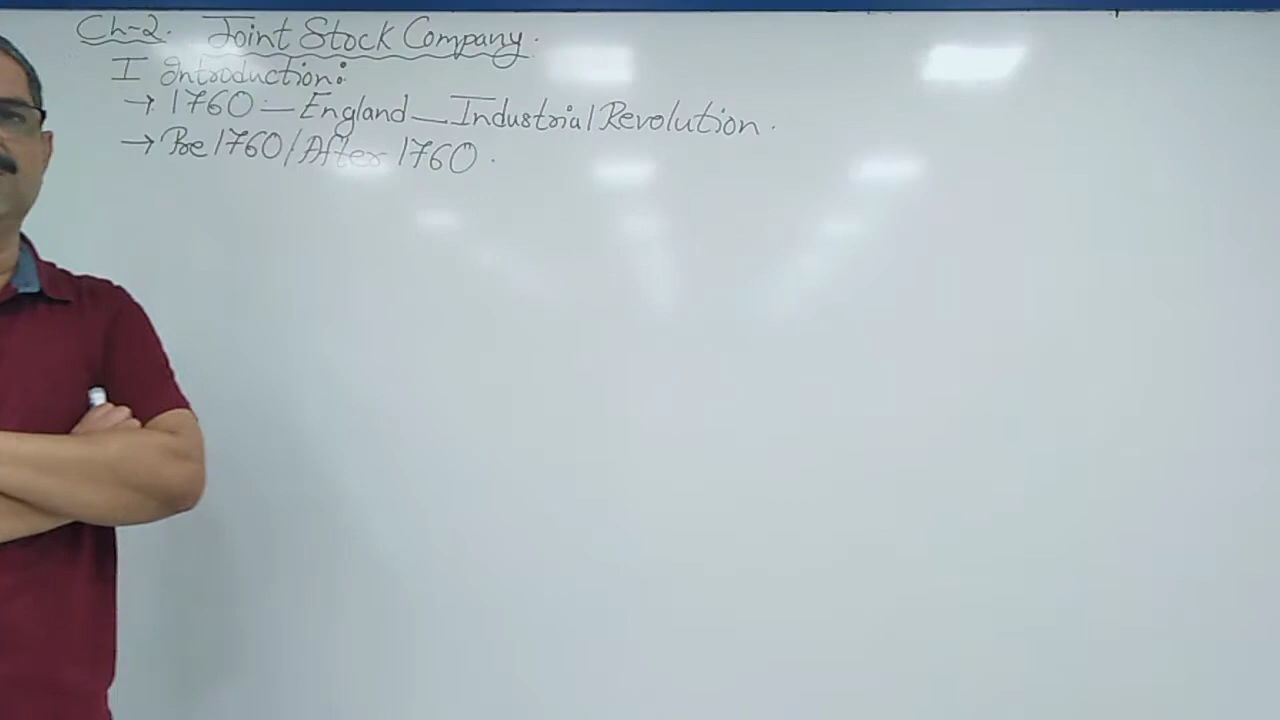 Ch-2. Joint Stock Company.
I Introduction:
→ 1760 — England — Industrial Revolution.
→ Pre 1760 / After 1760.